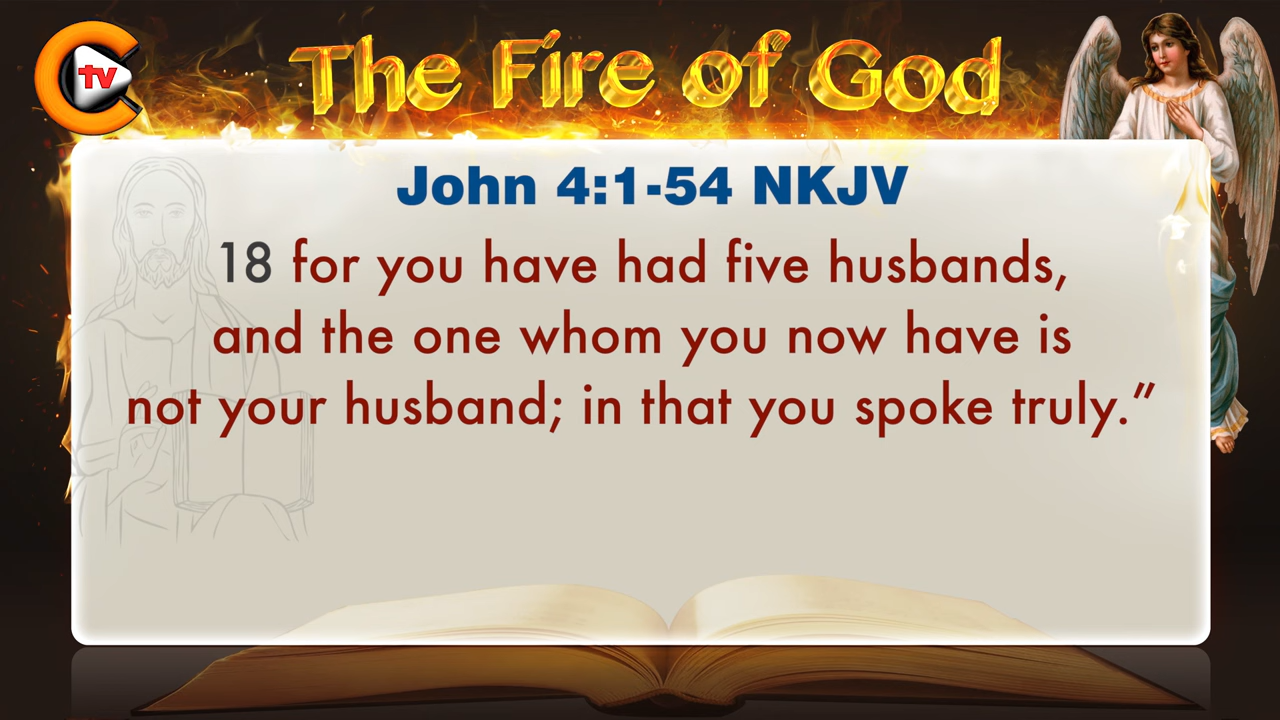 tv
The Fire of God
John 4:1-54 NKJV
18 for you have had five husbands,
and the one whom you now have is
not your husband; in that you spoke truly.”